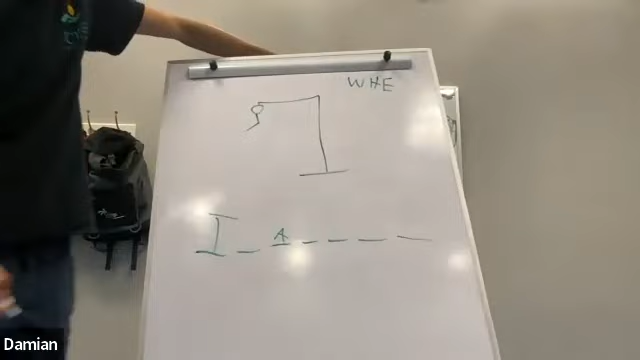 WHE
I _ A _ _ _ _
Damian